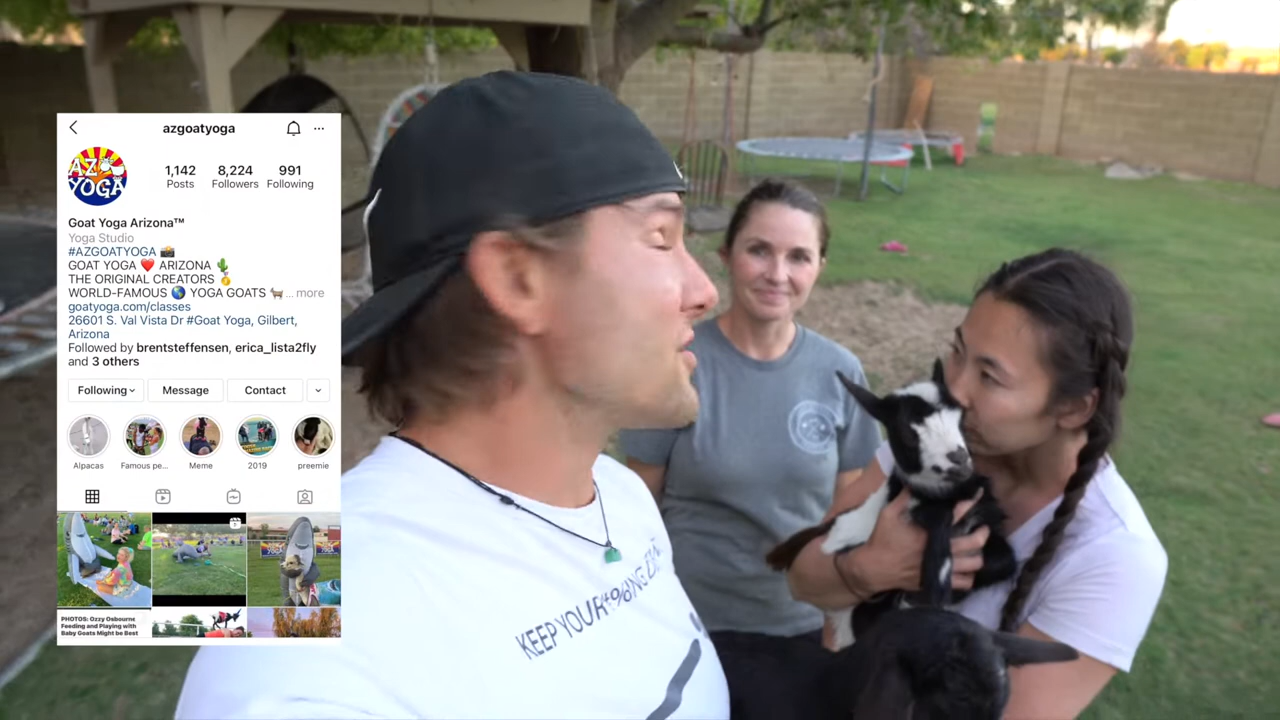 azgoatyoga
AZ
YOGA
1,142 8,224 991
Posts Followers Following
Goat Yoga Arizona™
Yoga Studio
#AZGOATYOGA 📸
GOAT YOGA ❤️ ARIZONA 🌵
THE ORIGINAL CREATORS 🥇
WORLD-FAMOUS 🌎 YOGA GOATS 🐐 ... more
goatyoga.com/classes
26601 S. Val Vista Dr #Goat Yoga, Gilbert,
Arizona
Followed by brentsteffensen, erica_lista2fly
and 3 others
Following Message Contact
Alpacas Famous pe... Meme 2019 preemie
PHOTOS: Ozzy Osbourne
Feeding and Playing with
Baby Goats Might be Best
KEEP YOUR